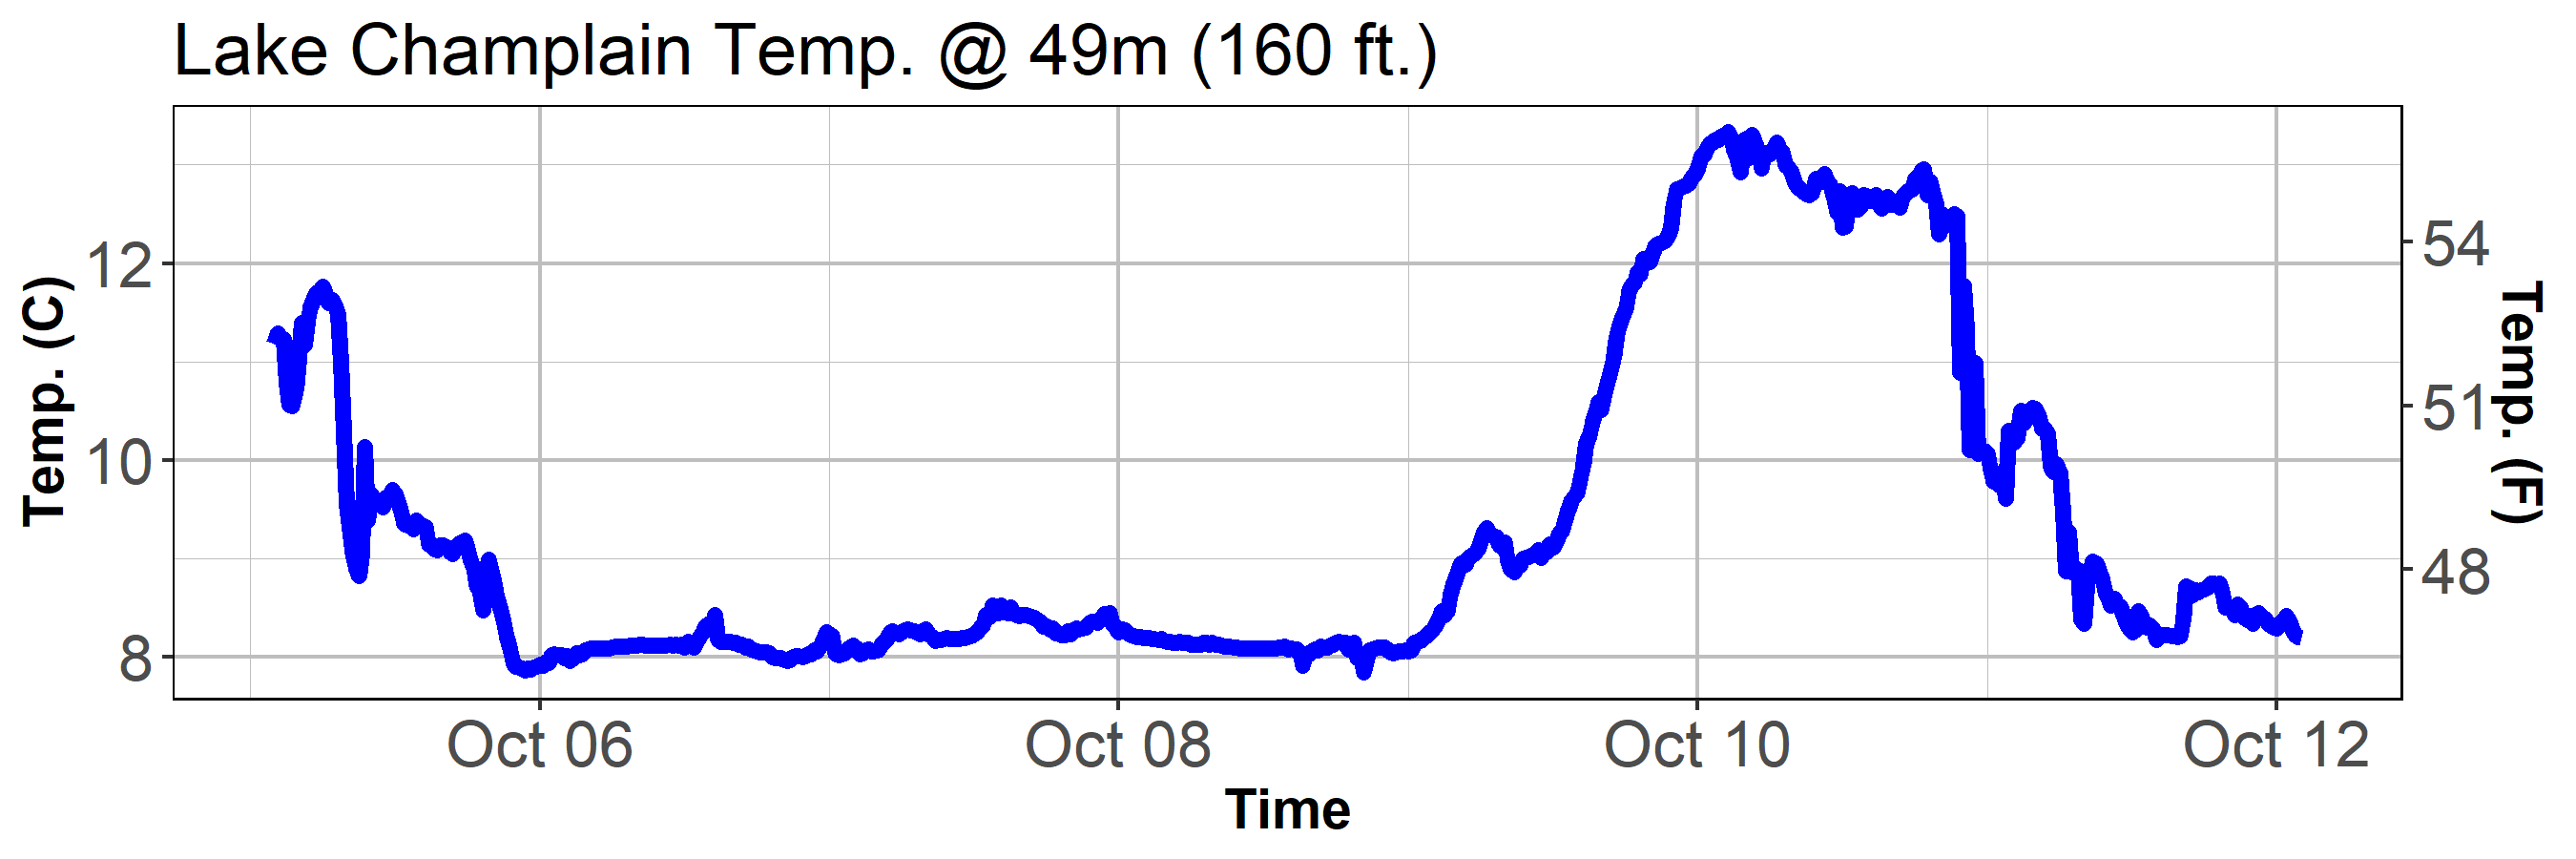 Lake Champlain Temp. @ 49m (160 ft.)
Temp. (C)
12
10
8
54
51
48
Temp. (F)
Oct 06
Oct 08
Oct 10
Oct 12
Time